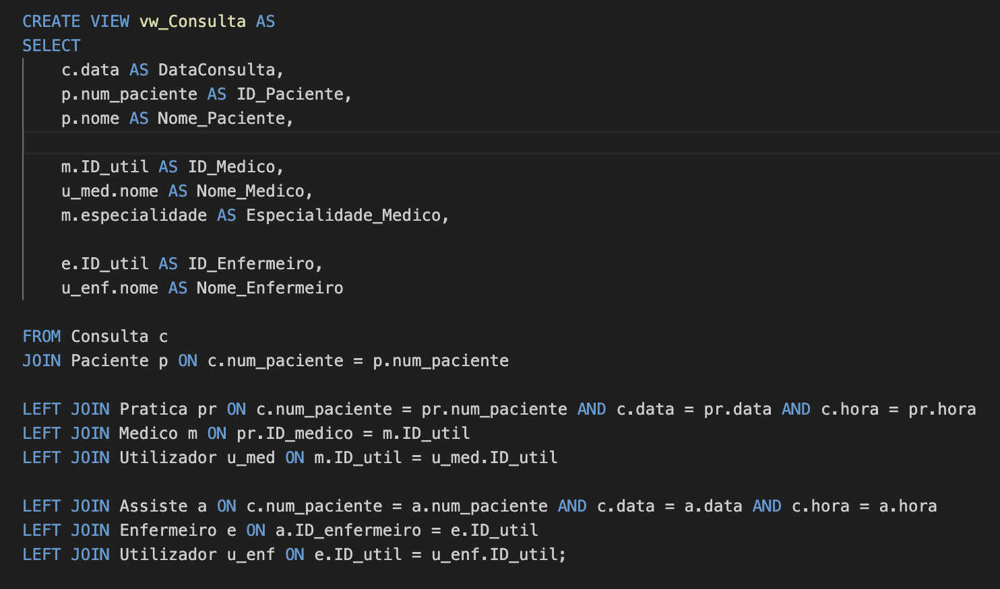 CREATE VIEW vw_Consulta AS
SELECT
c.data AS DataConsulta,
p.num_paciente AS ID_Paciente,
p.nome AS Nome_Paciente,
m.ID_util AS ID_Medico,
u_med.nome AS Nome_Medico,
m.especialidade AS Especialidade_Medico,
e.ID_util AS ID_Enfermeiro,
u_enf.nome AS Nome_Enfermeiro
FROM Consulta c
JOIN Paciente p ON c.num_paciente = p.num_paciente
LEFT JOIN Pratica pr ON c.num_paciente = pr.num_paciente AND c.data = pr.data AND c.hora = pr.hora
LEFT JOIN Medico m ON pr.ID_medico = m.ID_util
LEFT JOIN Utilizador u_med ON m.ID_util = u_med.ID_util
LEFT JOIN Assiste a ON c.num_paciente = a.num_paciente AND c.data = a.data AND c.hora = a.hora
LEFT JOIN Enfermeiro e ON a.ID_enfermeiro = e.ID_util
LEFT JOIN Utilizador u_enf ON e.ID_util = u_enf.ID_util;